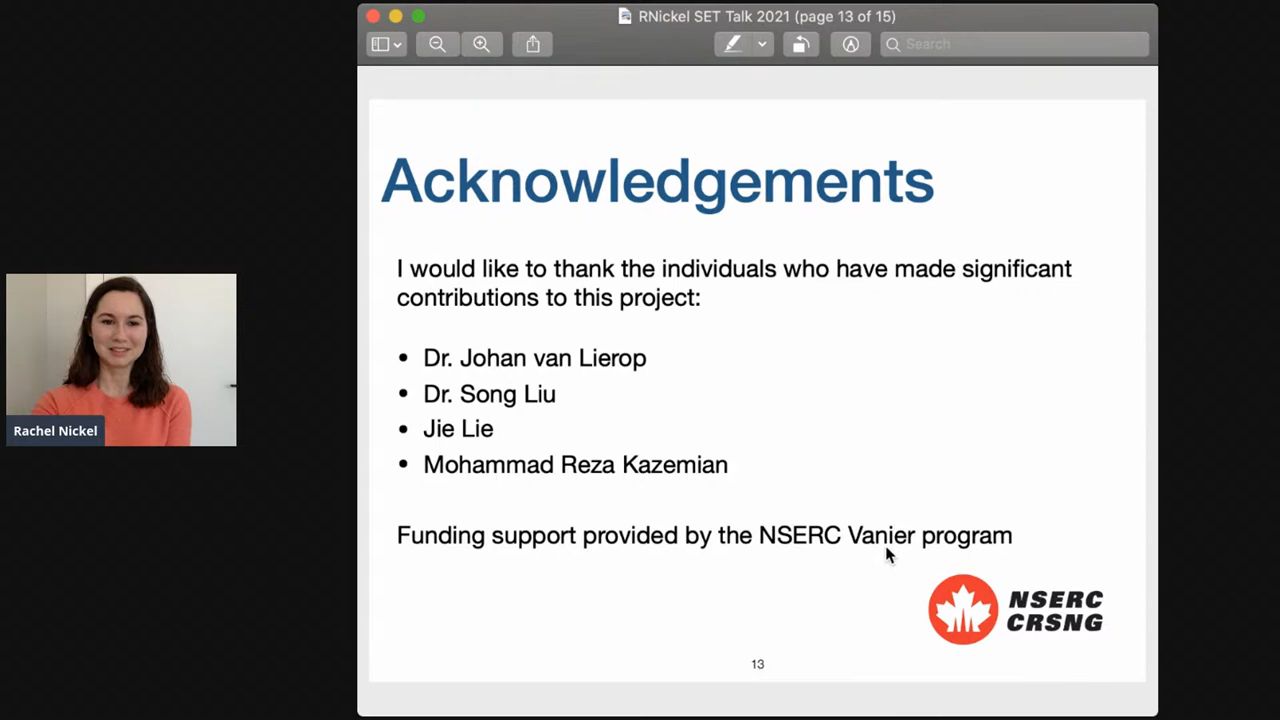 RNickel SET Talk 2021 (page 13 of 15)
Search
Acknowledgements
I would like to thank the individuals who have made significant
contributions to this project:
• Dr. Johan van Lierop
• Dr. Song Liu
• Jie Lie
• Mohammad Reza Kazemian
Funding support provided by the NSERC Vanier program
NSERC
CRSNG
13
Rachel Nickel